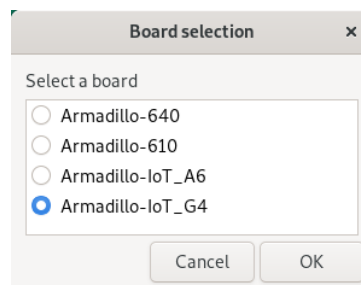 Board selection
Select a board
Armadillo-640
Armadillo-610
Armadillo-IoT_A6
Armadillo-IoT_G4
Cancel
OK